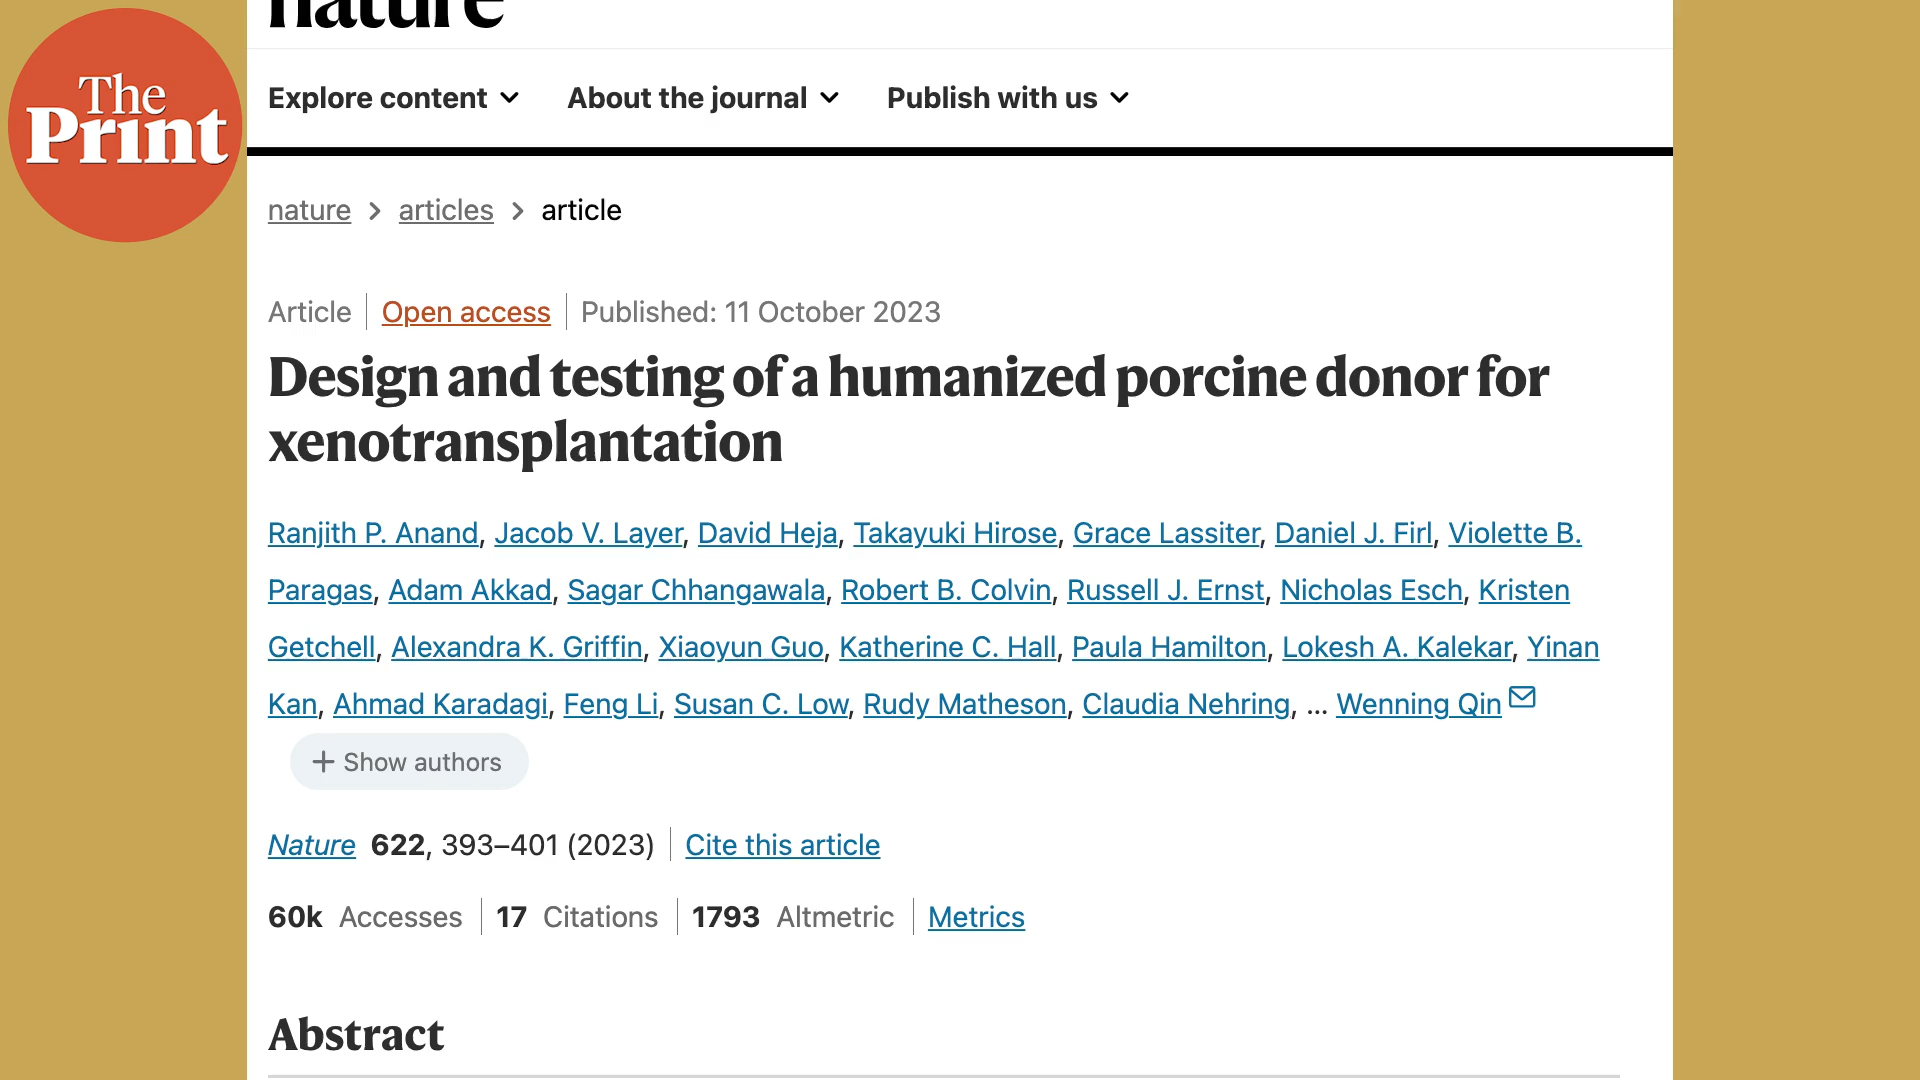 The
Print
nature
Explore content
About the journal
Publish with us
nature > articles > article
Article | Open access | Published: 11 October 2023
Design and testing of a humanized porcine donor for
xenotransplantation
Ranjith P. Anand, Jacob V. Layer, David Heja, Takayuki Hirose, Grace Lassiter, Daniel J. Firl, Violette B.
Paragas, Adam Akkad, Sagar Chhangawala, Robert B. Colvin, Russell J. Ernst, Nicholas Esch, Kristen
Getchell, Alexandra K. Griffin, Xiaoyun Guo, Katherine C. Hall, Paula Hamilton, Lokesh A. Kalekar, Yinan
Kan, Ahmad Karadagi, Feng Li, Susan C. Low, Rudy Matheson, Claudia Nehring, ... Wenning Qin
+ Show authors
Nature 622, 393–401 (2023) | Cite this article
60k Accesses | 17 Citations | 1793 Altmetric | Metrics
Abstract